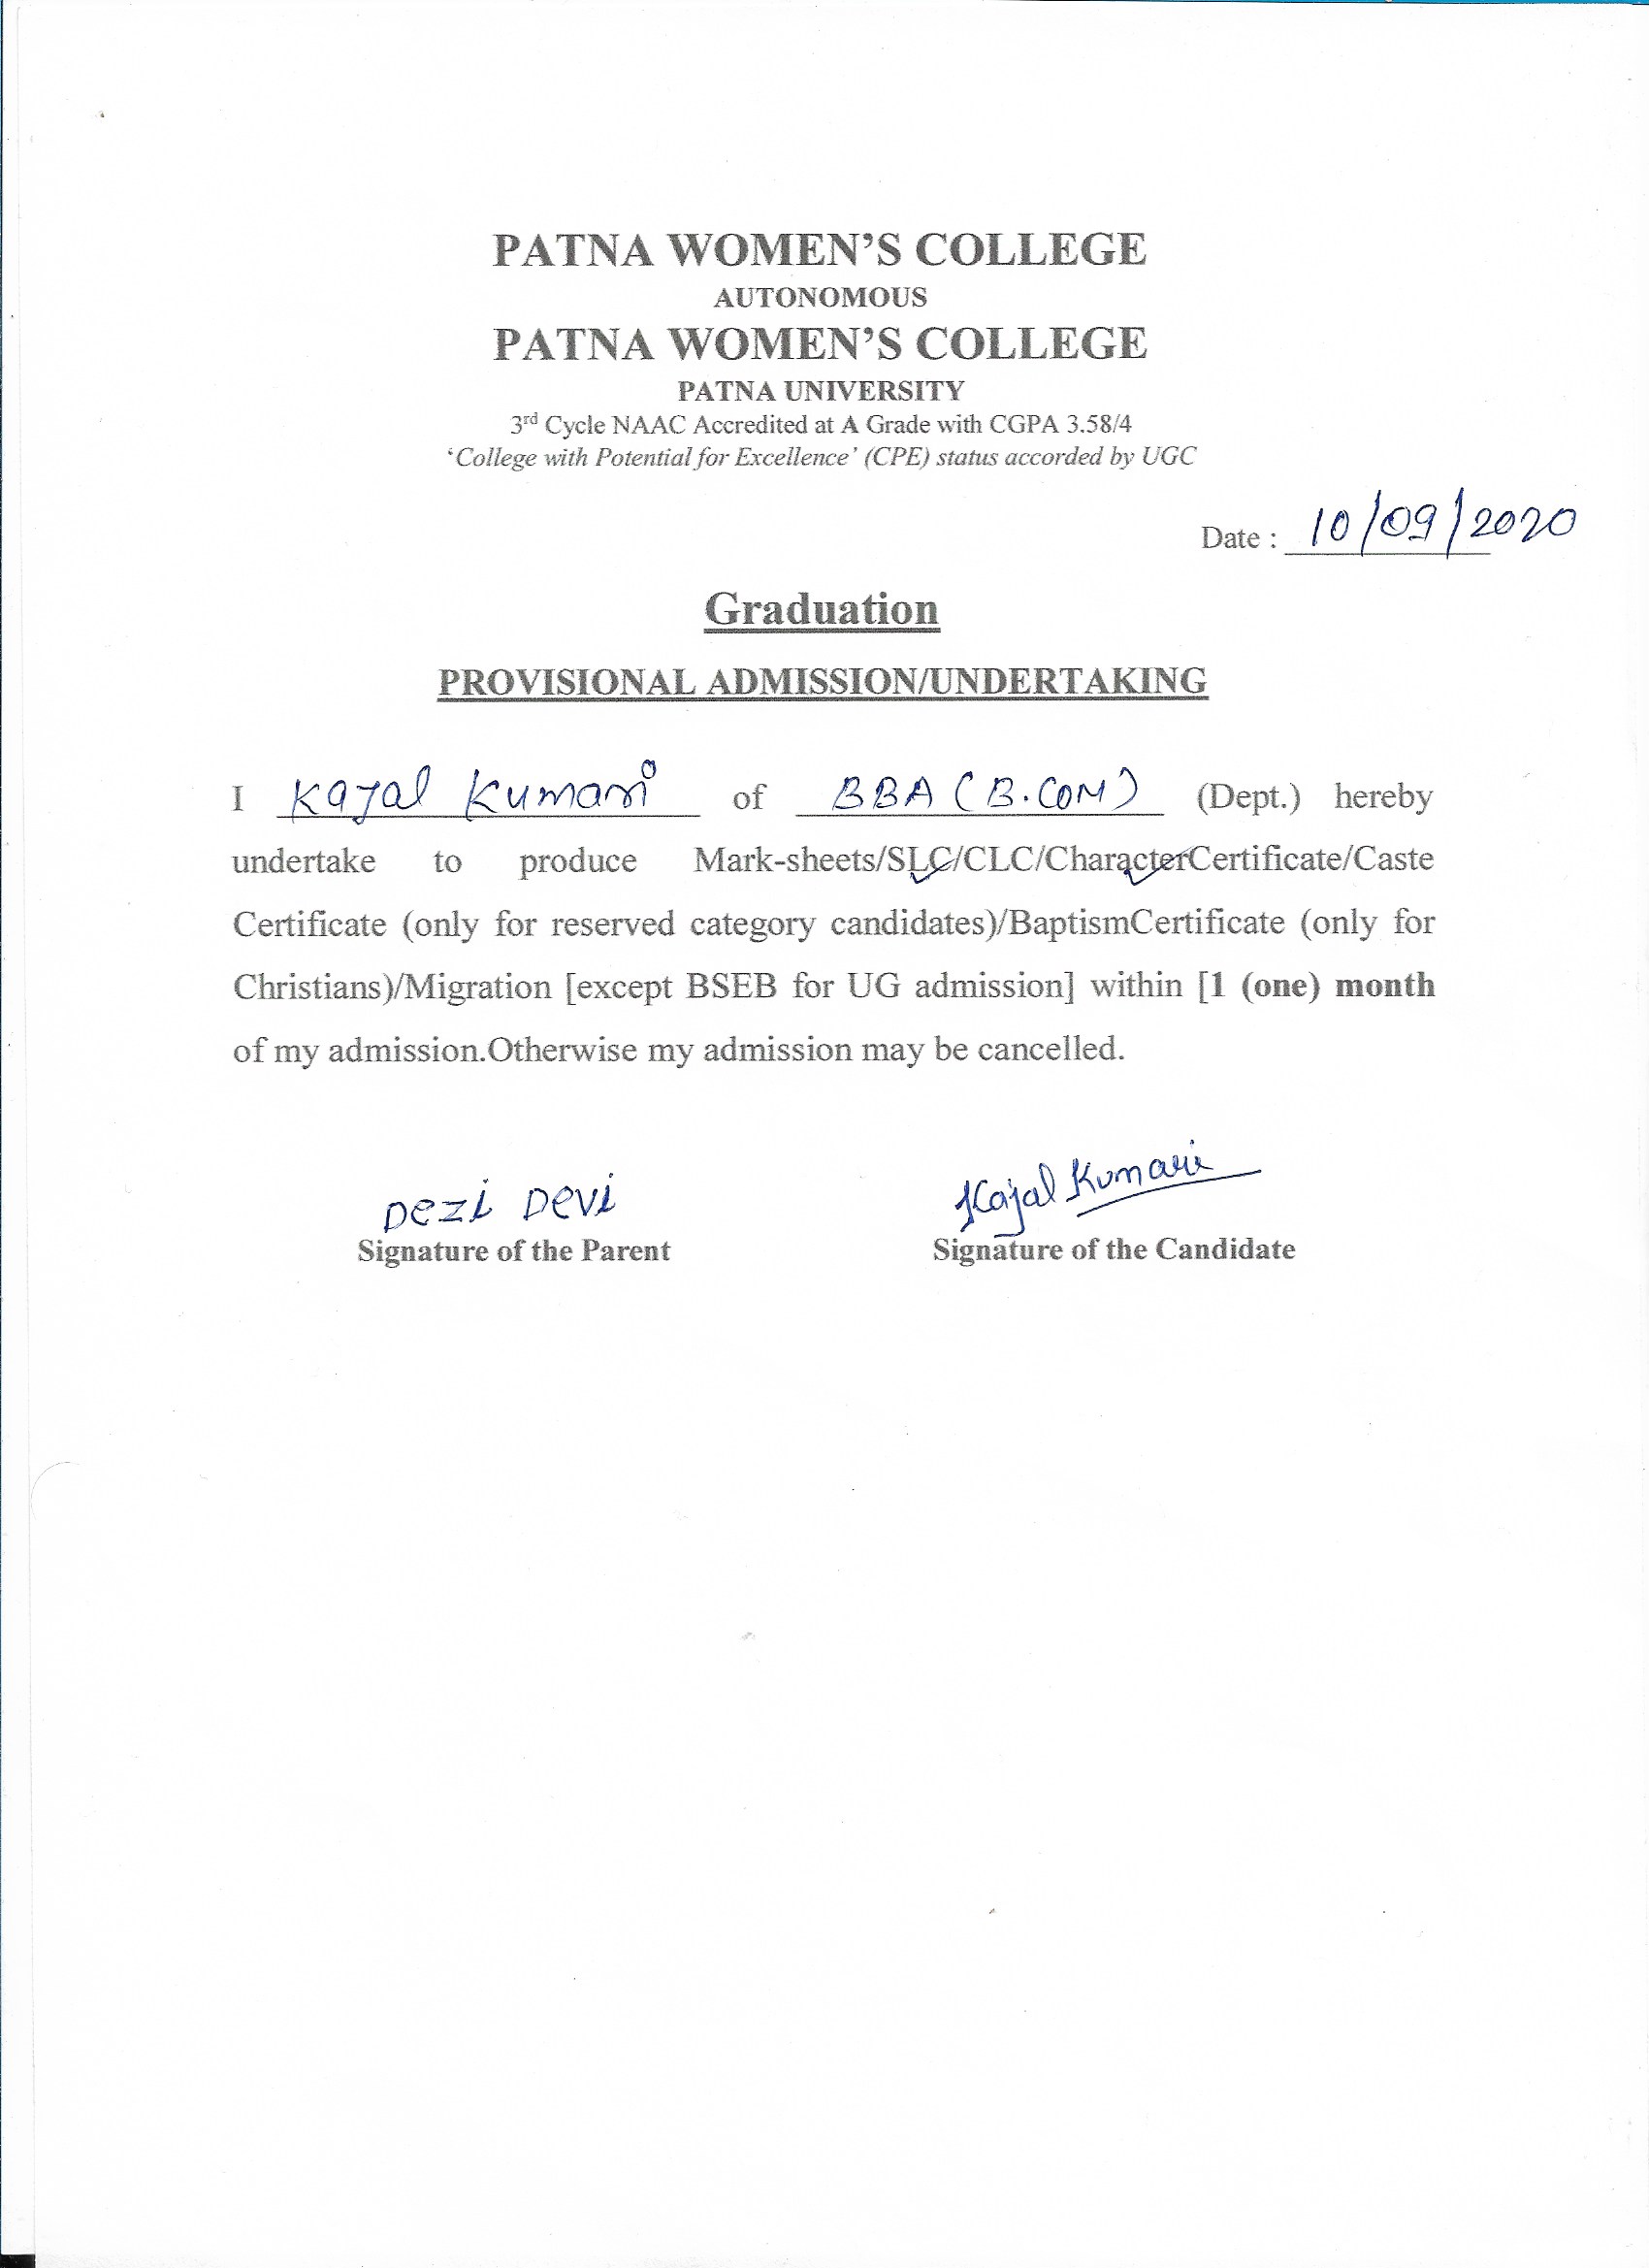 PATNA WOMEN'S COLLEGE
AUTONOMOUS
PATNA WOMEN'S COLLEGE
PATNA UNIVERSITY
3rd Cycle NAAC Accredited at A Grade with CGPA 3.58/4
'College with Potential for Excellence' (CPE) status accorded by UGC
Date : 10/09/2020
Graduation
PROVISIONAL ADMISSION/UNDERTAKING
I Kajal Kumari of BBA (B.COM) (Dept.) hereby
undertake to produce Mark-sheets/SLC/CLC/CharacterCertificate/Caste
Certificate (only for reserved category candidates)/BaptismCertificate (only for
Christians)/Migration [except BSEB for UG admission] within [1 (one) month
of my admission.Otherwise my admission may be cancelled.
Dezi Devi Kajal Kumari
Signature of the Parent Signature of the Candidate